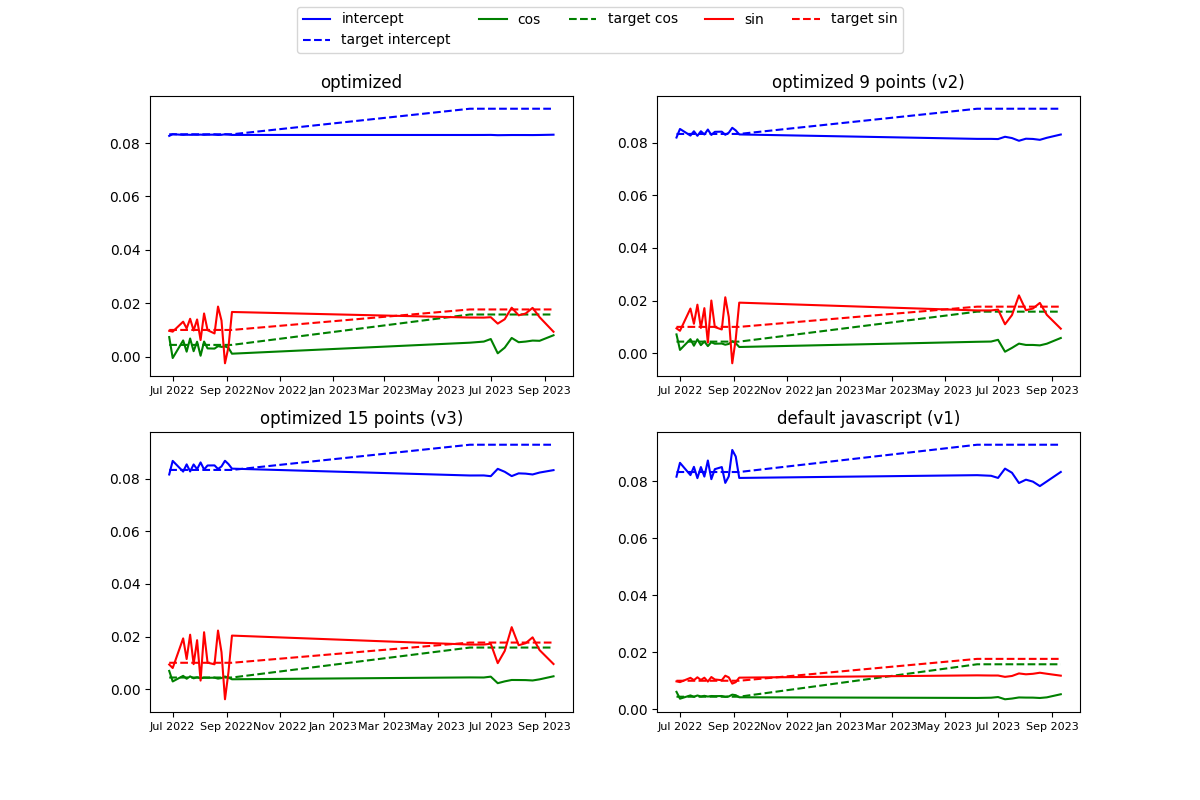 intercept cos target cos sin target sin
target intercept
optimized
0.08
0.06
0.04
0.02
0.00
Jul 2022 Sep 2022 Nov 2022 Jan 2023 Mar 2023 May 2023 Jul 2023 Sep 2023
optimized 9 points (v2)
0.08
0.06
0.04
0.02
0.00
Jul 2022 Sep 2022 Nov 2022 Jan 2023 Mar 2023 May 2023 Jul 2023 Sep 2023
optimized 15 points (v3)
0.08
0.06
0.04
0.02
0.00
Jul 2022 Sep 2022 Nov 2022 Jan 2023 Mar 2023 May 2023 Jul 2023 Sep 2023
default javascript (v1)
0.08
0.06
0.04
0.02
0.00
Jul 2022 Sep 2022 Nov 2022 Jan 2023 Mar 2023 May 2023 Jul 2023 Sep 2023